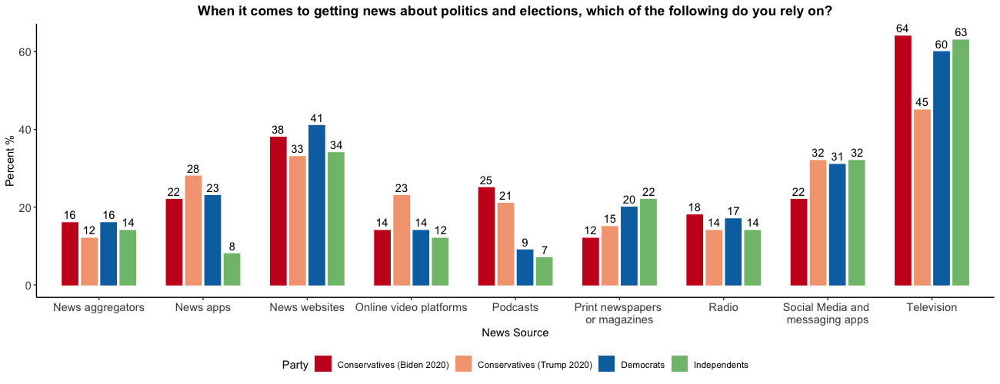 When it comes to getting news about politics and elections, which of the following do you rely on?
Percent %
60
40
20
0
16
12
16
14
22
28
23
8
38
33
41
34
14
23
14
12
25
21
9
7
12
15
20
22
18
14
17
14
22
32
31
32
64
45
60
63
News aggregators
News apps
News websites
Online video platforms
Podcasts
Print newspapers
or magazines
Radio
Social Media and
messaging apps
Television
News Source
Party
Conservatives (Biden 2020)
Conservatives (Trump 2020)
Democrats
Independents